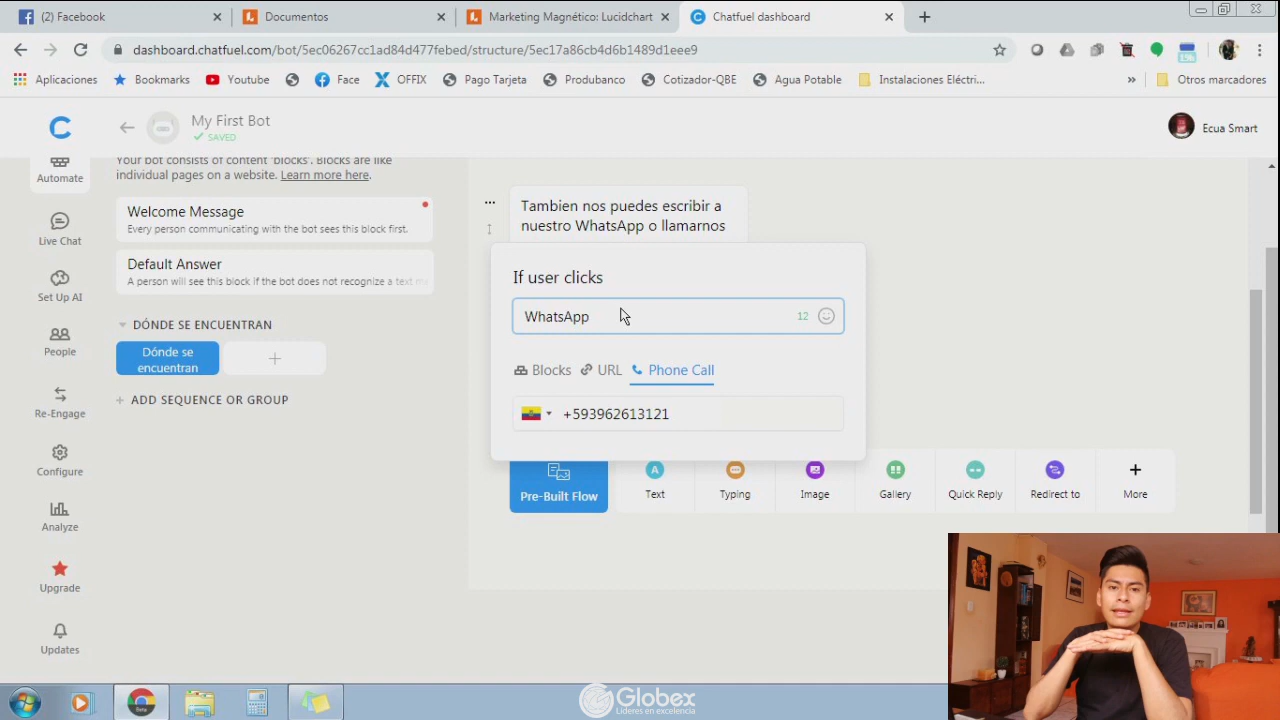 (2) Facebook
Documentos
Marketing Magnético: Lucidchart
Chatfuel dashboard
dashboard.chatfuel.com/bot/5ec06267cc1ad84d477febed/structure/5ec17a86cb4d6b1489d1eee9
Aplicaciones
Bookmarks
Youtube
Face
OFFIX
Pago Tarjeta
Produbanco
Cotizador-QBE
Agua Potable
Instalaciones Eléctri...
»
Otros marcadores
My First Bot
SAVED
Ecua Smart
Automate
Live Chat
Set Up AI
People
Re-Engage
Configure
Analyze
Upgrade
Updates
Your bot consists of content 'blocks'. Blocks are like
individual pages on a website. Learn more here.
Welcome Message
Every person communicating with the bot sees this block first.
Default Answer
A person will see this block if the bot does not recognize a text me
DÓNDE SE ENCUENTRAN
Dónde se
encuentran
+
+ ADD SEQUENCE OR GROUP
Tambien nos puedes escribir a
nuestro WhatsApp o llamarnos
If user clicks
WhatsApp
12
Blocks
URL
Phone Call
+593962613121
Pre-Built Flow
Text
Typing
Image
Gallery
Quick Reply
Redirect to
More
Globex
Líderes en excelencia